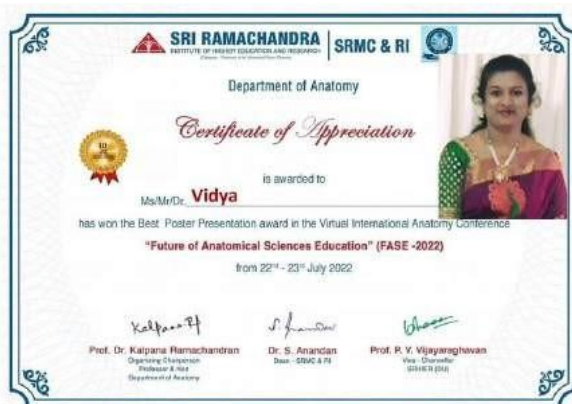 SRI RAMACHANDRA
INSTITUTE OF HIGHER EDUCATION AND RESEARCH
SRMC & RI
Department of Anatomy
Certificate of Appreciation
is awarded to
Ms/Mr/Dr. Vidya
has won the Best Poster Presentation award in the Virtual International Anatomy Conference
"Future of Anatomical Sciences Education" (FASE -2022)
from 22nd - 23rd July 2022
Prof. Dr. Kalpana Ramachandran
Organizing Chairperson
Professor & Hod
Department of Anatomy
Dr. S. Anandan
Dean - SRMC & RI
Prof. P. V. Vijayaraghavan
Vice - Chancellor
SRIHER (DU)